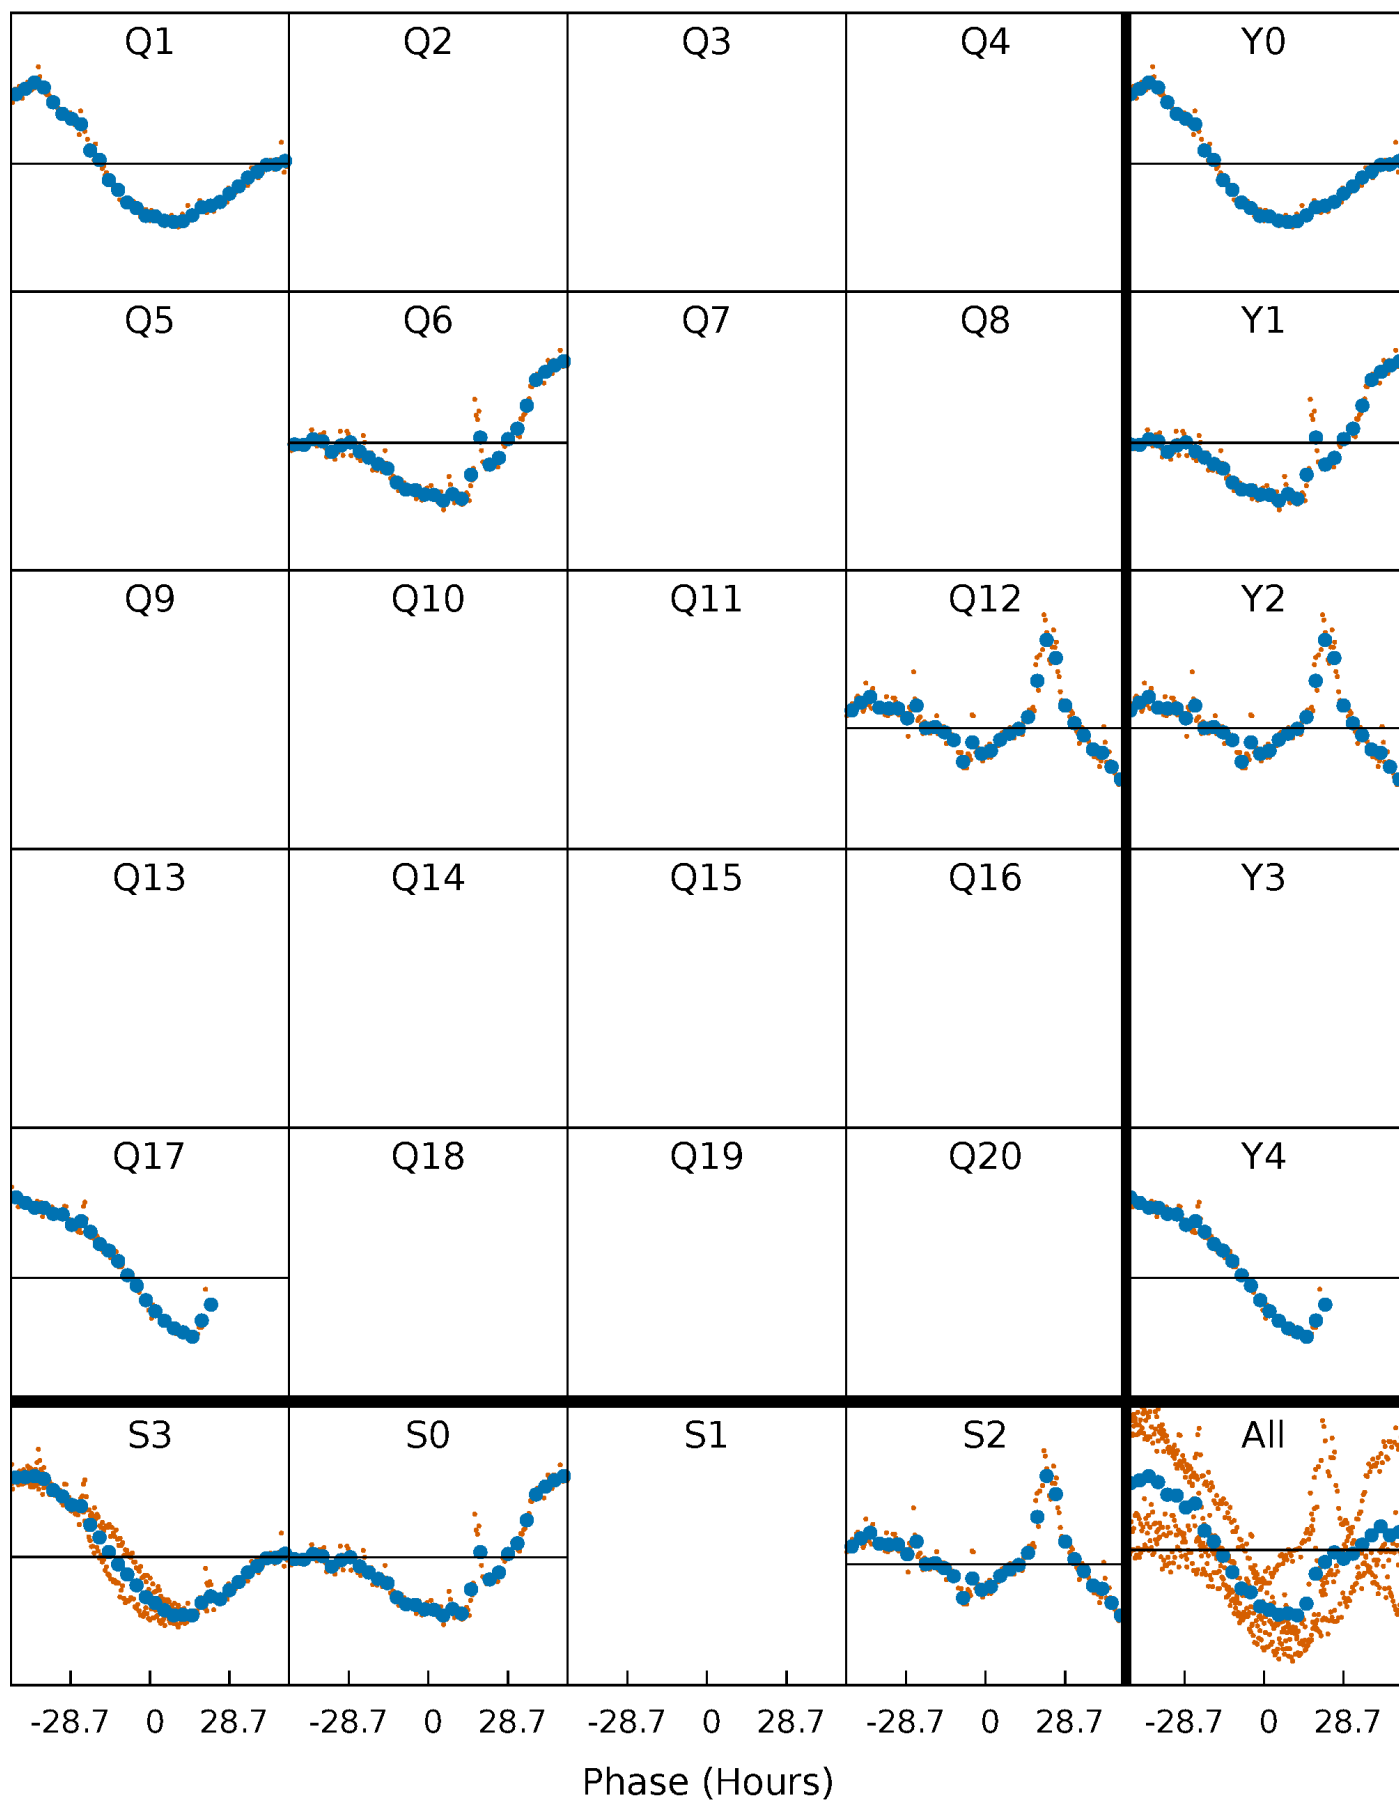 Q1 Q2 Q3 Q4 Y0
Q5 Q6 Q7 Q8 Y1
Q9 Q10 Q11 Q12 Y2
Q13 Q14 Q15 Q16 Y3
Q17 Q18 Q19 Q20 Y4
S3 S0 S1 S2 All
-28.7 0 28.7 -28.7 0 28.7 -28.7 0 28.7 -28.7 0 28.7 -28.7 0 28.7
Phase (Hours)